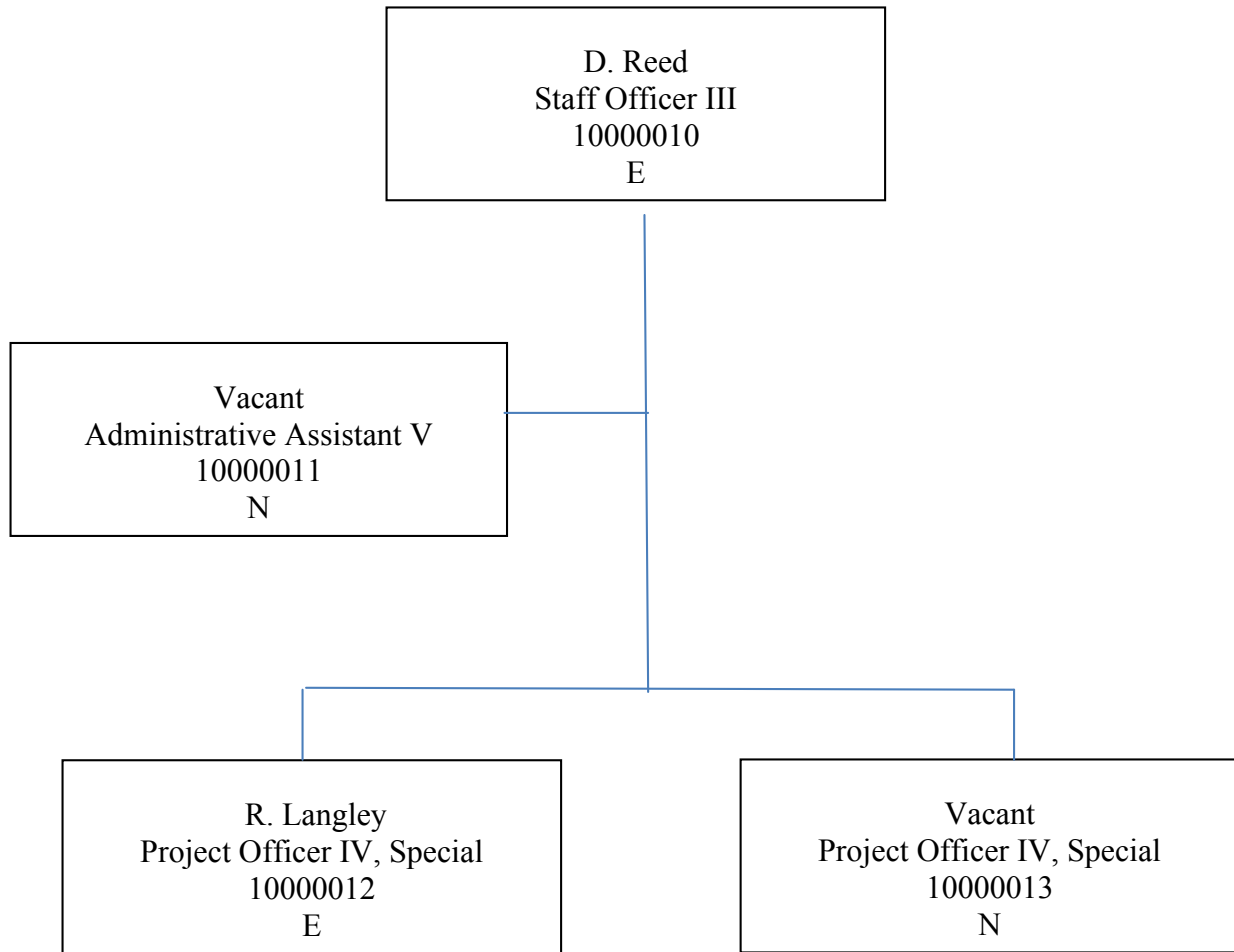 D. Reed
Staff Officer III
10000010
E
Vacant
Administrative Assistant V
10000011
N
R. Langley
Project Officer IV, Special
10000012
E
Vacant
Project Officer IV, Special
10000013
N